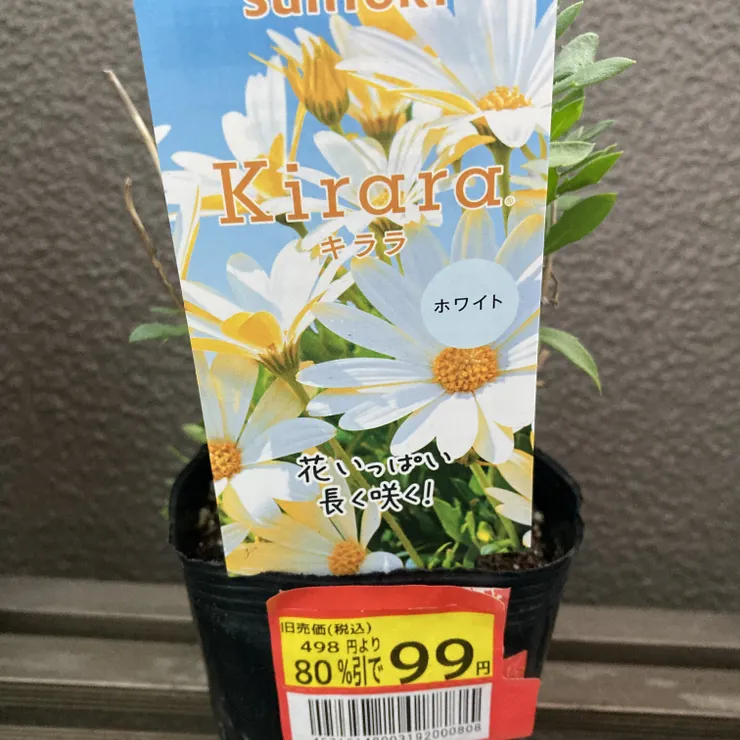 suntory
Kirara®
キララ
ホワイト
花いっぱい
長く咲く!
旧売価(税込)
498 円より
80%引で99円